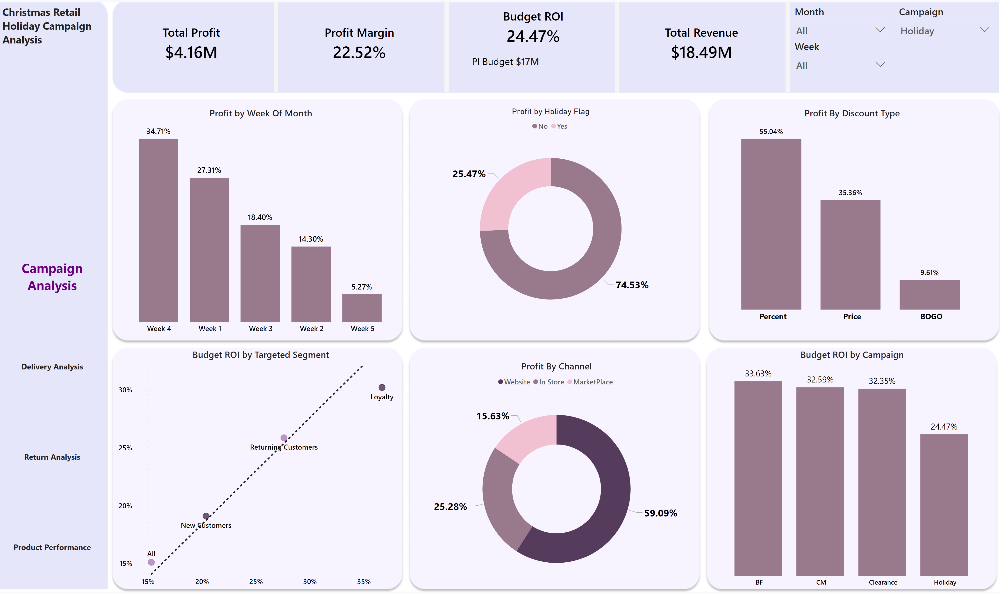 Christmas Retail
Holiday Campaign
Analysis
Total Profit
$4.16M
Profit Margin
22.52%
Budget ROI
24.47%
Pl Budget $17M
Total Revenue
$18.49M
Month
All
Week
All
Campaign
Holiday
Campaign
Analysis
Delivery Analysis
Return Analysis
Product Performance
Profit by Week Of Month
34.71%
27.31%
18.40%
14.30%
5.27%
Week 4
Week 1
Week 3
Week 2
Week 5
Profit by Holiday Flag
No Yes
25.47%
74.53%
Profit By Discount Type
55.04%
35.36%
9.61%
Percent
Price
BOGO
Budget ROI by Targeted Segment
30%
25%
20%
15%
Loyalty
Returning Customers
New Customers
All
15% 20% 25% 30% 35%
Profit By Channel
Website In Store MarketPlace
15.63%
25.28%
59.09%
Budget ROI by Campaign
33.63%
32.59%
32.35%
24.47%
BF
CM
Clearance
Holiday